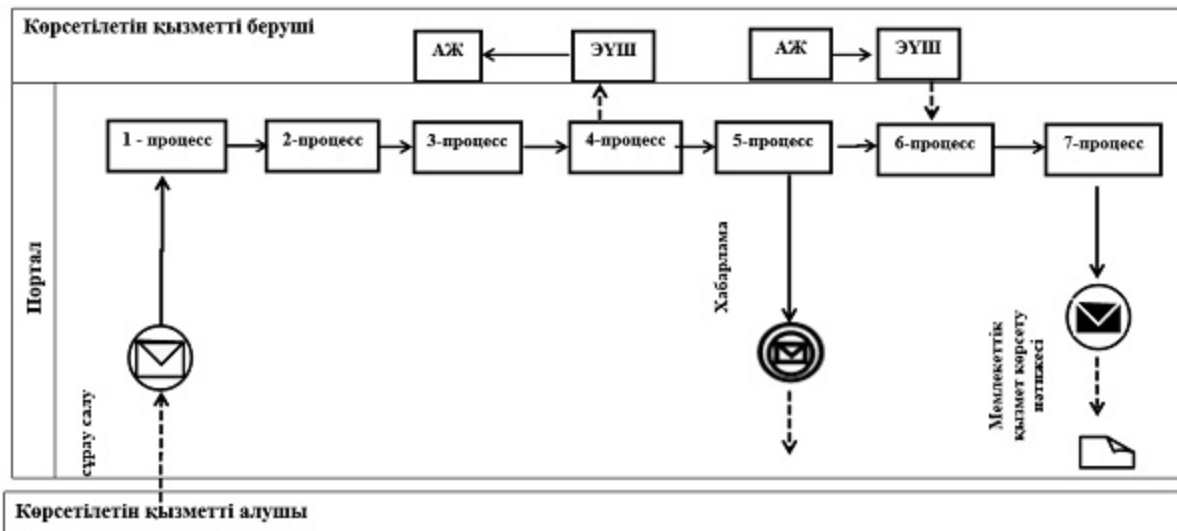 Көрсетілетін қызметті беруші
АЖ
ЭҮШ
АЖ
ЭҮШ
Портал
1 - процесс
2-процесс
3-процесс
4-процесс
5-процесс
6-процесс
7-процесс
сұрау салу
Хабарлама
Мемлекеттік
қызмет көрсету
нәтижесі
Көрсетілетін қызметті алушы